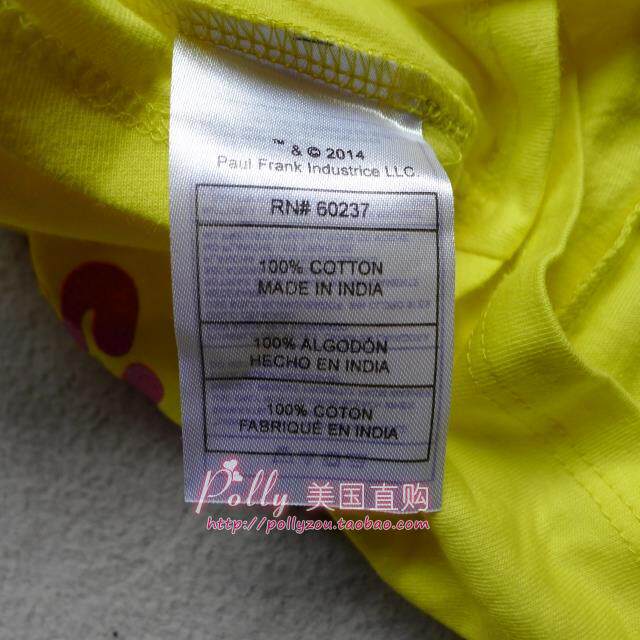 ™ & © 2014
Paul Frank Industrice LLC
RN# 60237
100% COTTON
MADE IN INDIA
100% ALGODÓN
HECHO EN INDIA
100% COTON
FABRIQUÉ EN INDIA
Polly 美国直购
http://pollyzou.taobao.com